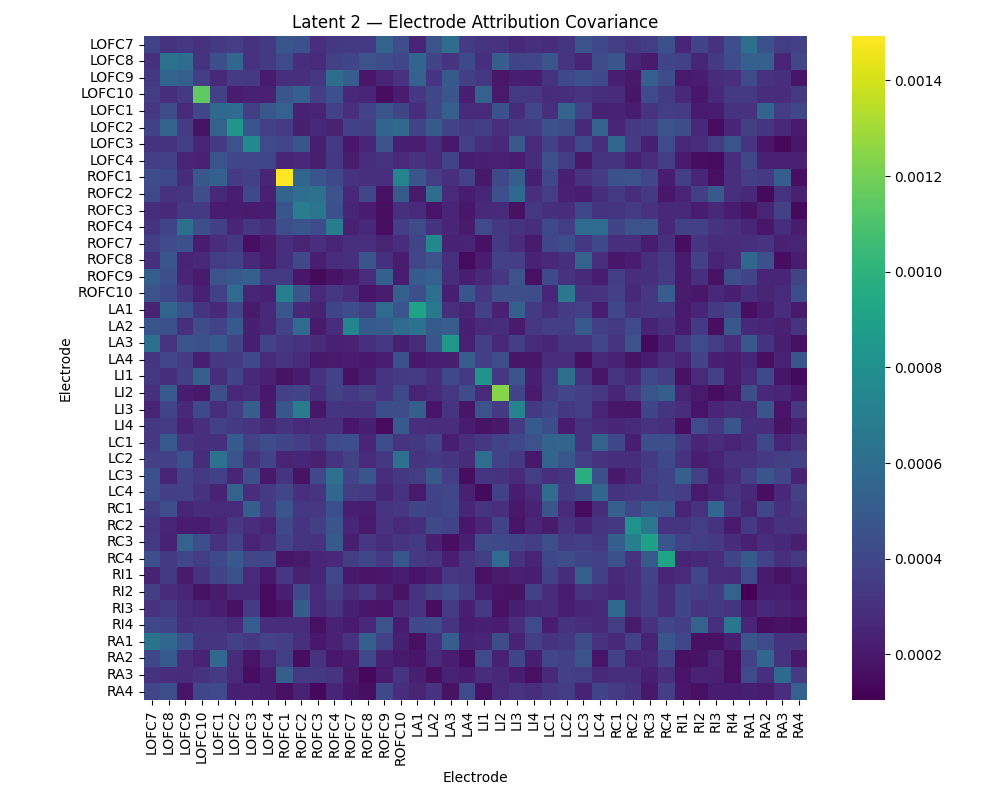 Latent 2 — Electrode Attribution Covariance
Electrode
LOFC7
LOFC8
LOFC9
LOFC10
LOFC1
LOFC2
LOFC3
LOFC4
ROFC1
ROFC2
ROFC3
ROFC4
ROFC7
ROFC8
ROFC9
ROFC10
LA1
LA2
LA3
LA4
LI1
LI2
LI3
LI4
LC1
LC2
LC3
LC4
RC1
RC2
RC3
RC4
RI1
RI2
RI3
RI4
RA1
RA2
RA3
RA4
LOFC7 LOFC8 LOFC9 LOFC10 LOFC1 LOFC2 LOFC3 LOFC4 ROFC1 ROFC2 ROFC3 ROFC4 ROFC7 ROFC8 ROFC9 ROFC10 LA1 LA2 LA3 LA4 LI1 LI2 LI3 LI4 LC1 LC2 LC3 LC4 RC1 RC2 RC3 RC4 RI1 RI2 RI3 RI4 RA1 RA2 RA3 RA4
Electrode
0.0014
0.0012
0.0010
0.0008
0.0006
0.0004
0.0002